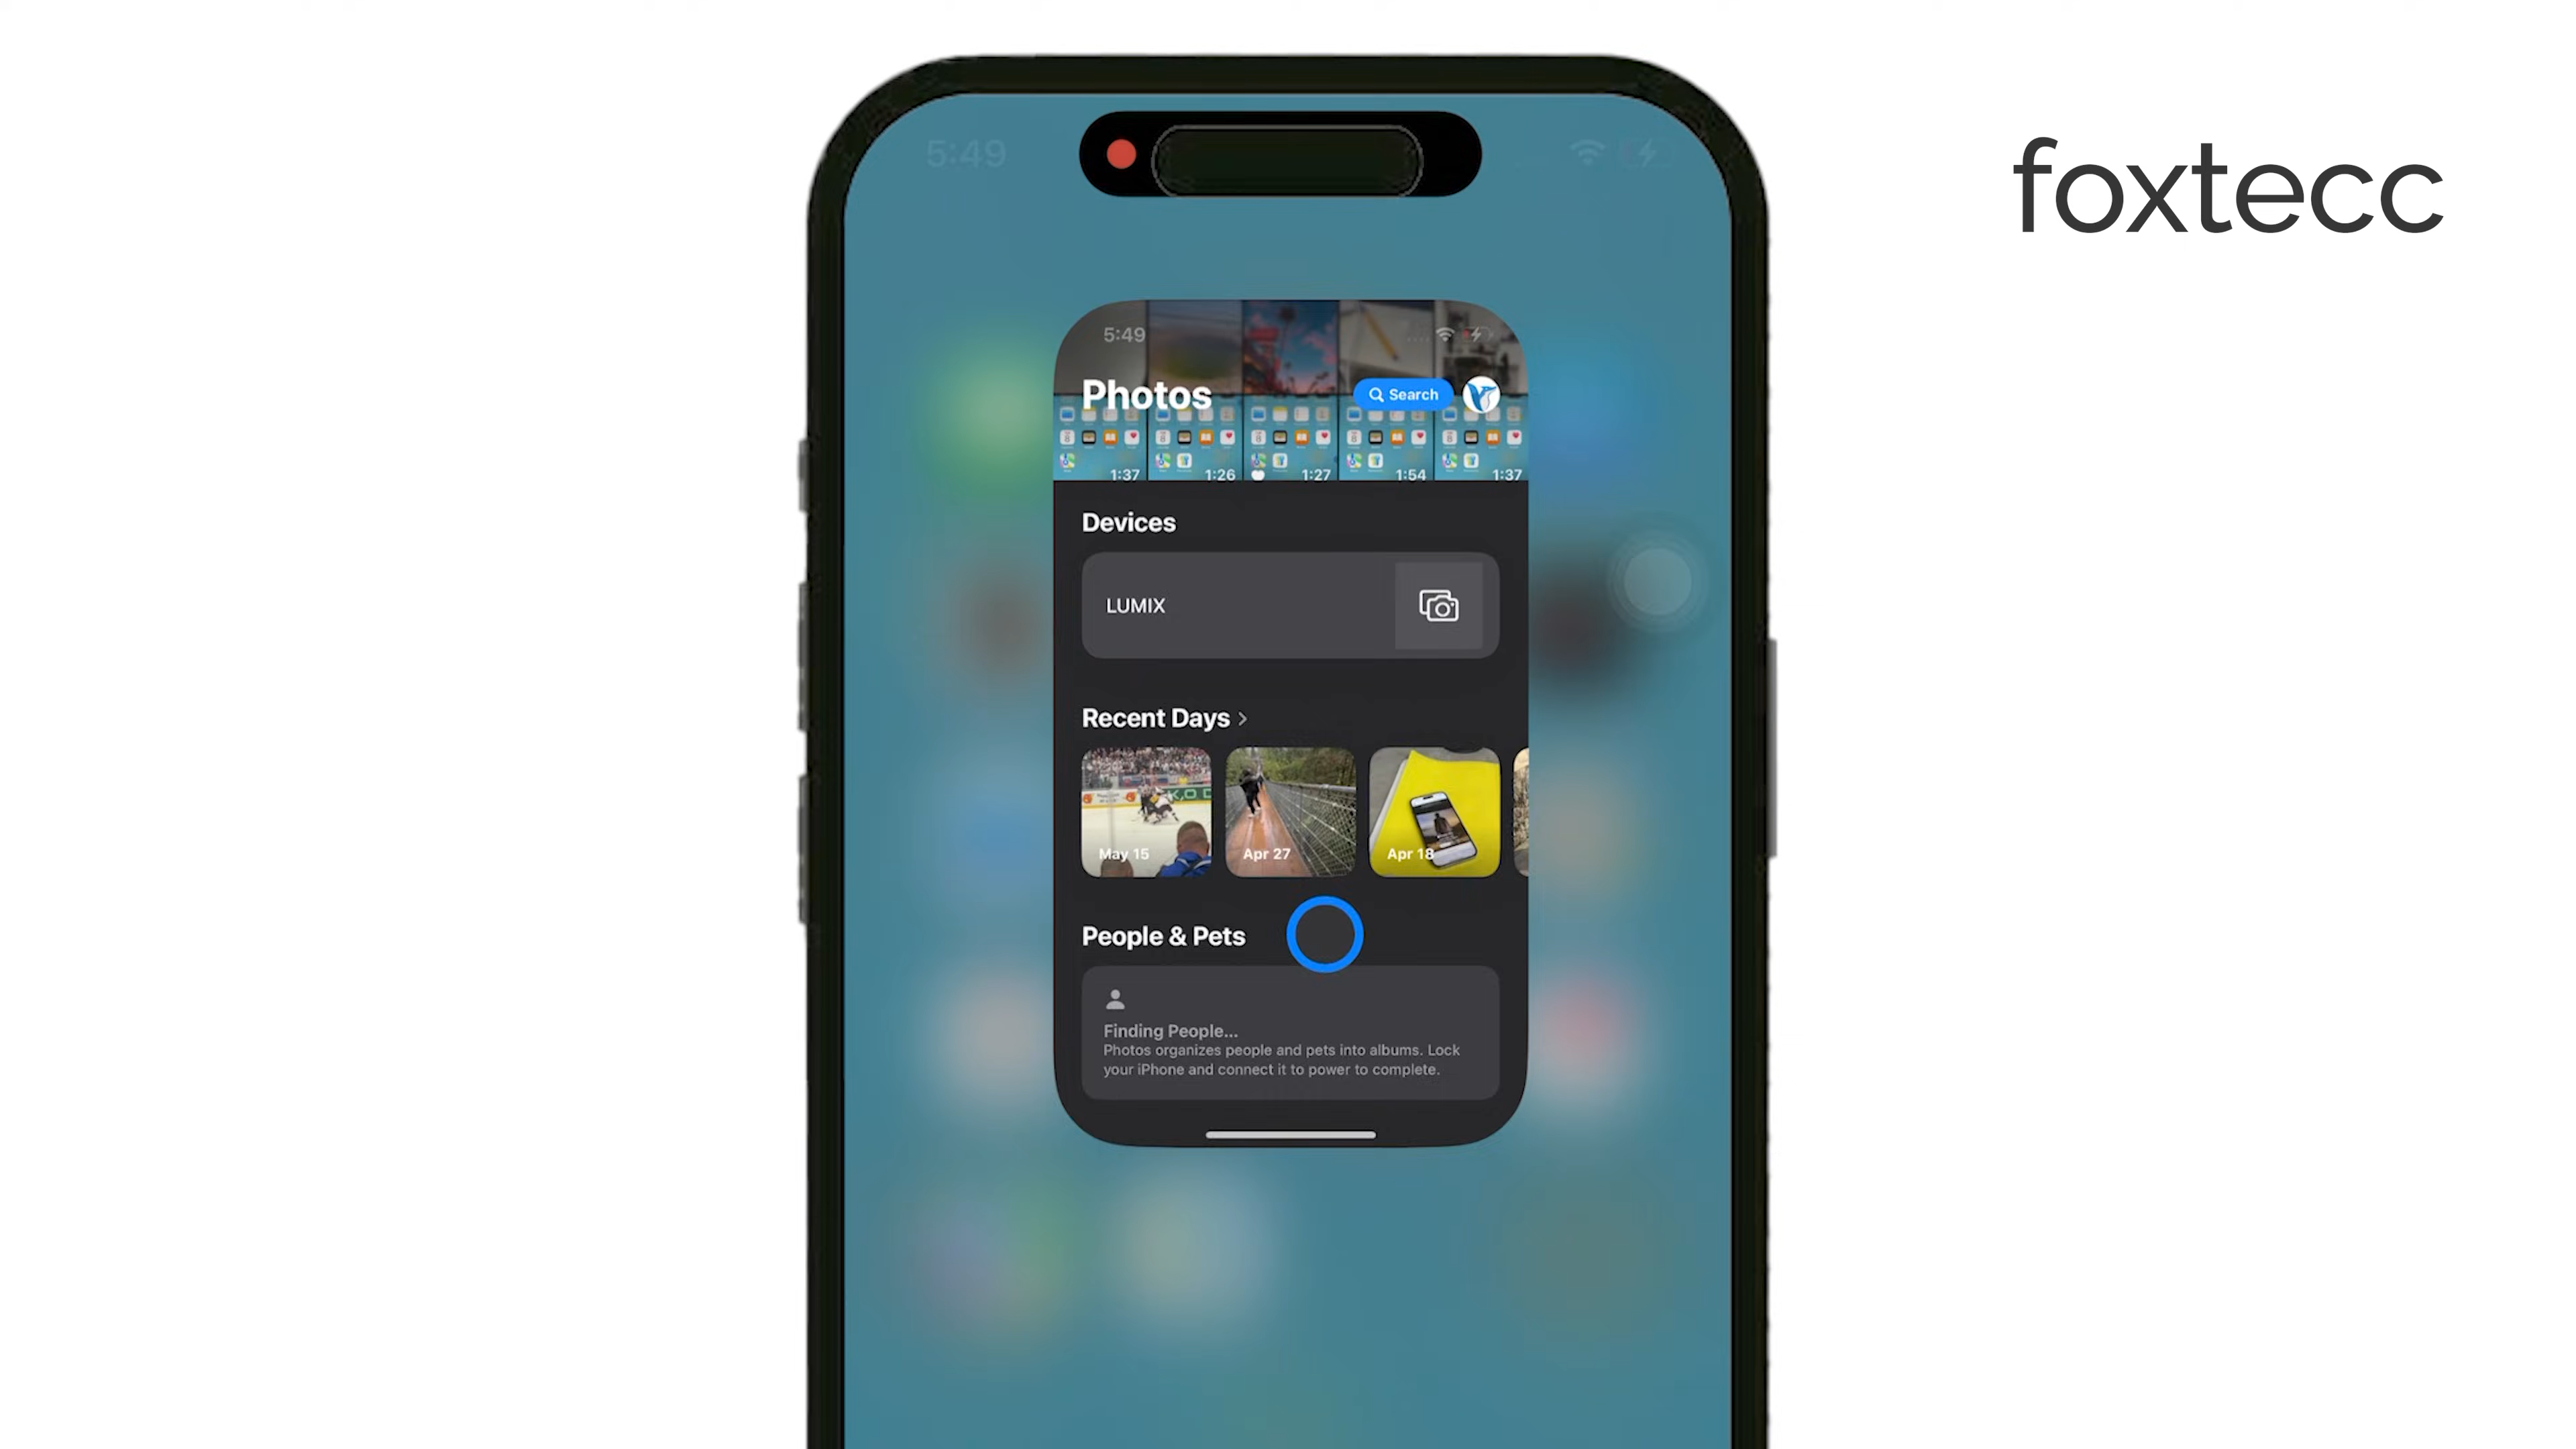 foxtecc
5:49
5:49
Photos
Search
1:37
1:26
1:27
1:54
1:37
Devices
LUMIX
Recent Days
May 15
Apr 27
Apr 18
People & Pets
Finding People...
Photos organizes people and pets into albums. Lock
your iPhone and connect it to power to complete.